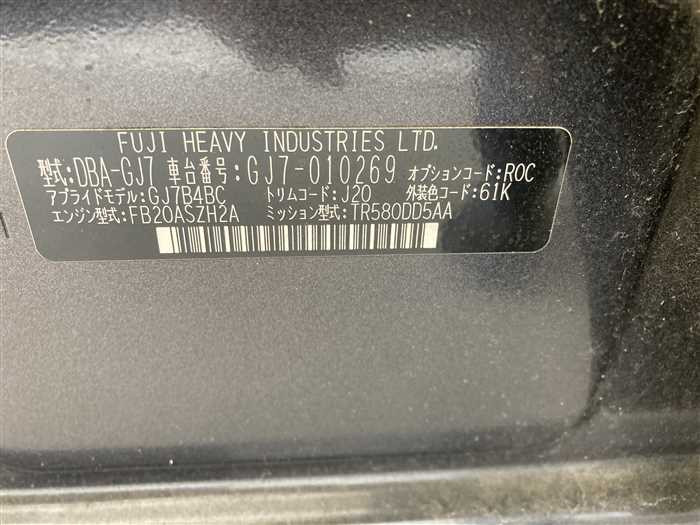 FUJI HEAVY INDUSTRIES LTD.
型式:DBA-GJ7 車台番号:GJ7-010269 オプションコード:ROC
アプライドモデル:GJ7B4BC トリムコード:J20 外装色コード:61K
エンジン型式:FB20ASZH2A ミッション型式:TR580DD5AA